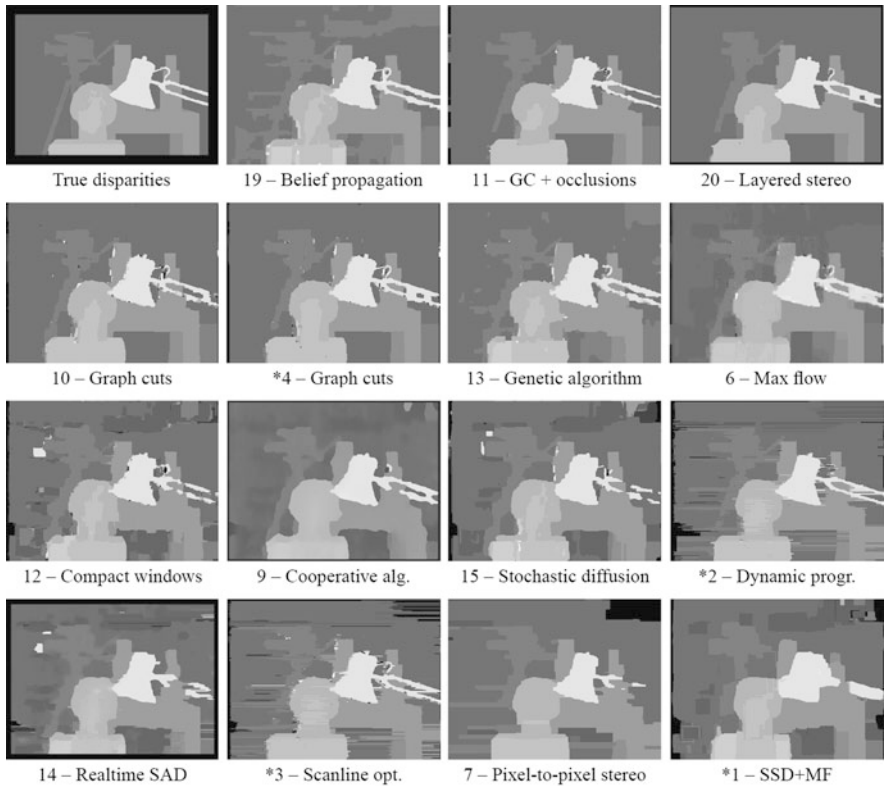 True disparities
19 – Belief propagation
11 – GC + occlusions
20 – Layered stereo
10 – Graph cuts
*4 – Graph cuts
13 – Genetic algorithm
6 – Max flow
12 – Compact windows
9 – Cooperative alg.
15 – Stochastic diffusion
*2 – Dynamic progr.
14 – Realtime SAD
*3 – Scanline opt.
7 – Pixel-to-pixel stereo
*1 – SSD+MF